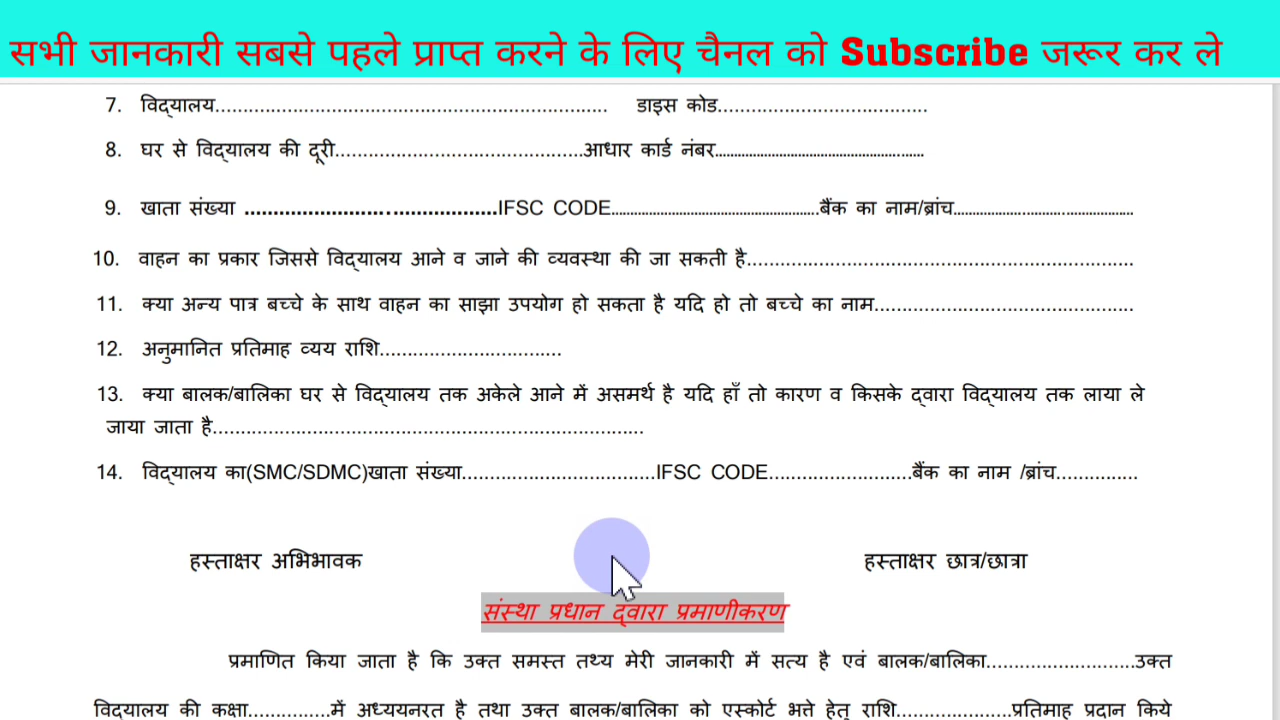 सभी जानकारी सबसे पहले प्राप्त करने के लिए चैनल को Subscribe जरूर कर ले
7. विद्यालय...................................................................... डाइस कोड.....................................
8. घर से विद्यालय की दूरी............................................आधार कार्ड नंबर.....................................................
9. खाता संख्या ...........................................IFSC CODE.....................................................बैंक का नाम/ब्रांच..............................................
10. वाहन का प्रकार जिससे विद्यालय आने व जाने की व्यवस्था की जा सकती है....................................................................
11. क्या अन्य पात्र बच्चे के साथ वाहन का साझा उपयोग हो सकता है यदि हो तो बच्चे का नाम..............................................
12. अनुमानित प्रतिमाह व्यय राशि................................
13. क्या बालक/बालिका घर से विद्यालय तक अकेले आने में असमर्थ है यदि हाँ तो कारण व किसके द्वारा विद्यालय तक लाया ले
जाया जाता है............................................................................
14. विद्यालय का(SMC/SDMC)खाता संख्या..................................IFSC CODE.........................बैंक का नाम /ब्रांच...............
हस्ताक्षर अभिभावक हस्ताक्षर छात्र/छात्रा
संस्था प्रधान द्वारा प्रमाणीकरण
प्रमाणित किया जाता है कि उक्त समस्त तथ्य मेरी जानकारी में सत्य है एवं बालक/बालिका..........................उक्त
विद्यालय की कक्षा...............में अध्ययनरत है तथा उक्त बालक/बालिका को एस्कोर्ट भत्ते हेतु राशि....................प्रतिमाह प्रदान किये